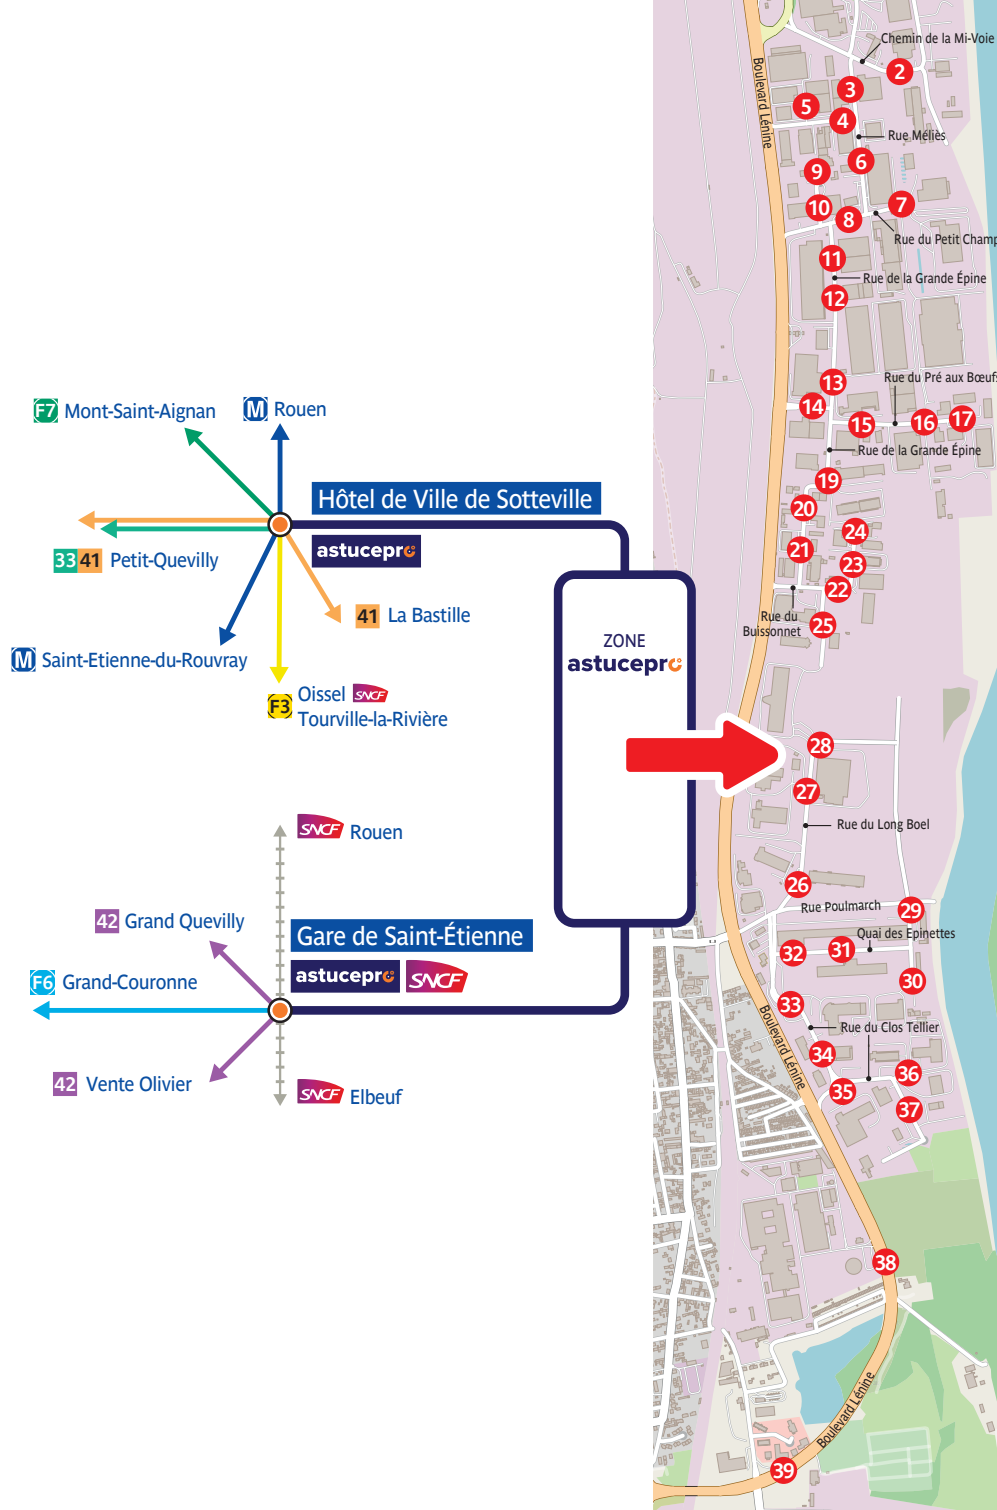 F7 Mont-Saint-Aignan
M Rouen
Hôtel de Ville de Sotteville
astucepro
33 41 Petit-Quevilly
41 La Bastille
M Saint-Etienne-du-Rouvray
F3 Oissel SNCF
Tourville-la-Rivière
ZONE
astucepro
SNCF Rouen
42 Grand Quevilly
Gare de Saint-Étienne
astucepro SNCF
F6 Grand-Couronne
42 Vente Olivier
SNCF Elbeuf
Chemin de la Mi-Voie
Boulevard Lénine
2
3
5
4
Rue Méliès
6
9
7
10
8
Rue du Petit Champ
11
Rue de la Grande Épine
12
Rue du Pré aux Bœufs
13
14
15
16
17
Rue de la Grande Épine
19
20
24
21
23
22
Rue du
Buissonnet
25
28
27
Rue du Long Boel
26
Rue Poulmarch
29
Quai des Epinettes
32
31
30
33
Boulevard Lénine
Rue du Clos Tellier
34
36
35
37
38
Boulevard Lénine
39